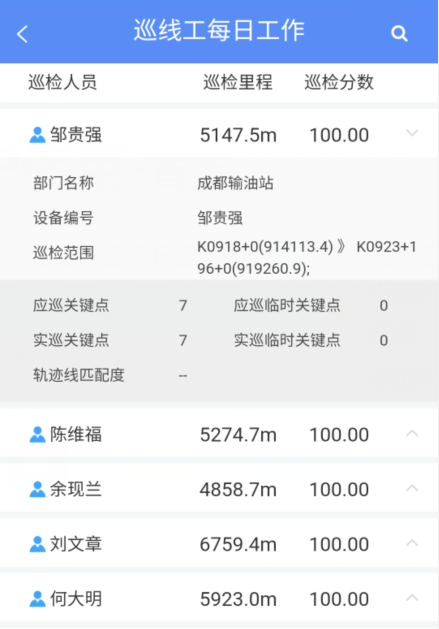 巡线工每日工作
巡检人员 巡检里程 巡检分数
邹贵强 5147.5m 100.00
部门名称 成都输油站
设备编号 邹贵强
巡检范围 K0918+0(914113.4) 》 K0923+1
96+0(919260.9);
应巡关键点 7 应巡临时关键点 0
实巡关键点 7 实巡临时关键点 0
轨迹线匹配度 --
陈维福 5274.7m 100.00
余现兰 4858.7m 100.00
刘文章 6759.4m 100.00
何大明 5923.0m 100.00